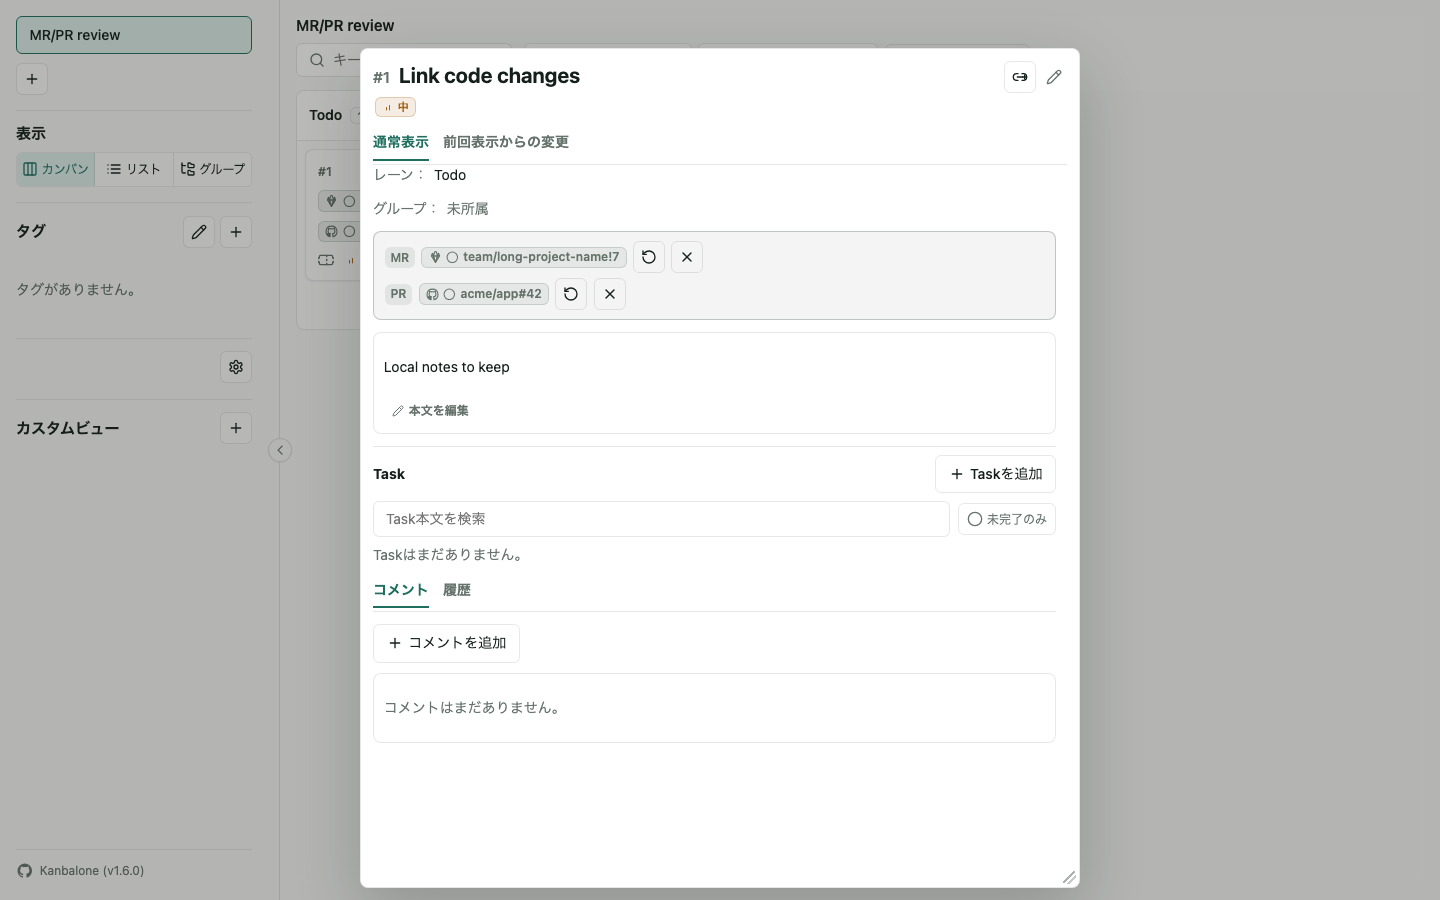 MR/PR review
表示
カンバン
リスト
グループ
タグ
タグがありません。
カスタムビュー
Kanbalone (v1.6.0)
MR/PR review
キー
Todo
#1
#1 Link code changes
中
通常表示 前回表示からの変更
レーン： Todo
グループ： 未所属
MR team/long-project-name!7
PR acme/app#42
Local notes to keep
本文を編集
Task
Taskを追加
Task本文を検索
未完了のみ
Taskはまだありません。
コメント 履歴
コメントを追加
コメントはまだありません。